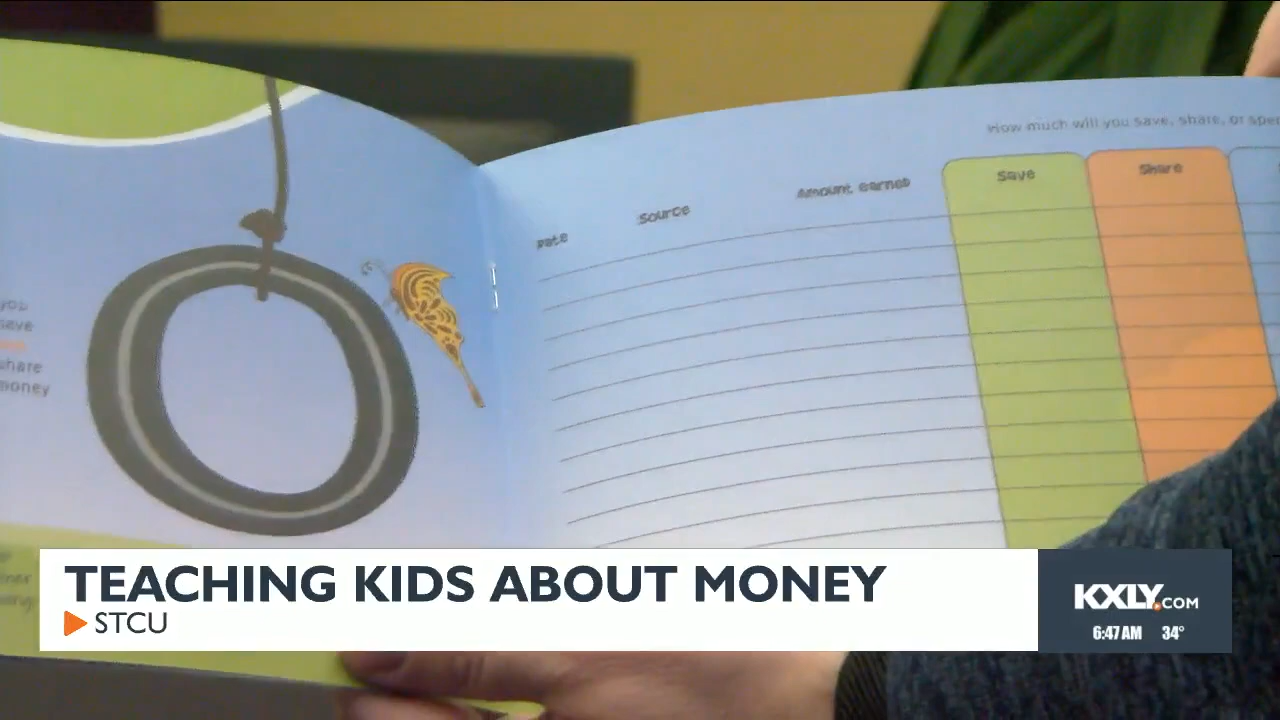 How much will you save, share, or spe
Date
Source
Amount earned
Save
Share
you
save
share
money
TEACHING KIDS ABOUT MONEY
STCU
KXLY.COM
6:47 AM 34°